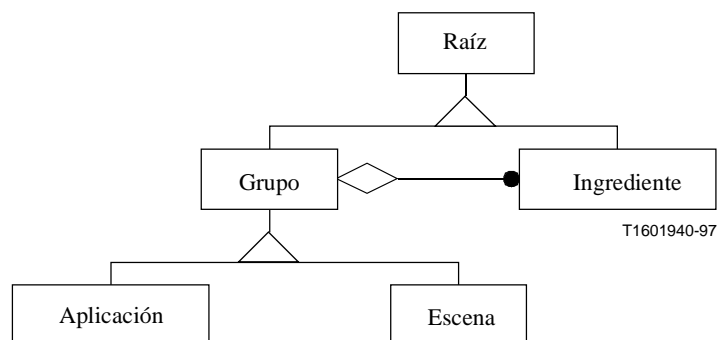 Raíz
Grupo
Ingrediente
T1601940-97
Aplicación
Escena